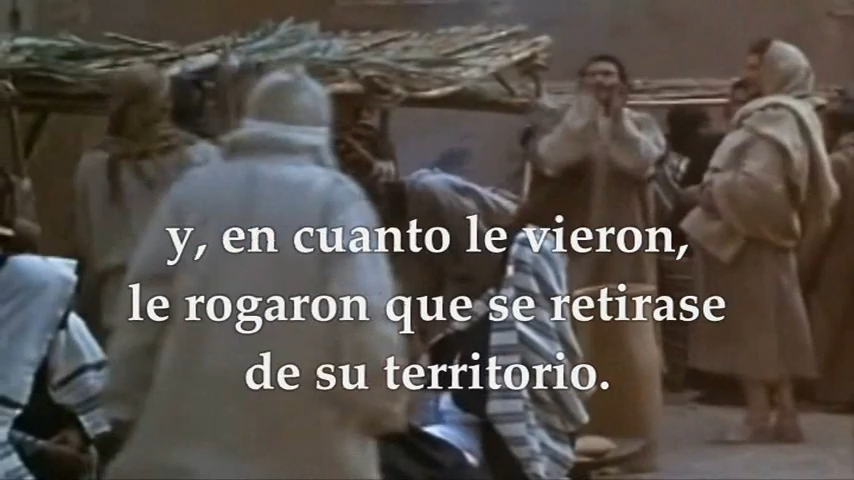 y, en cuanto le vieron,
le rogaron que se retirase
de su territorio.